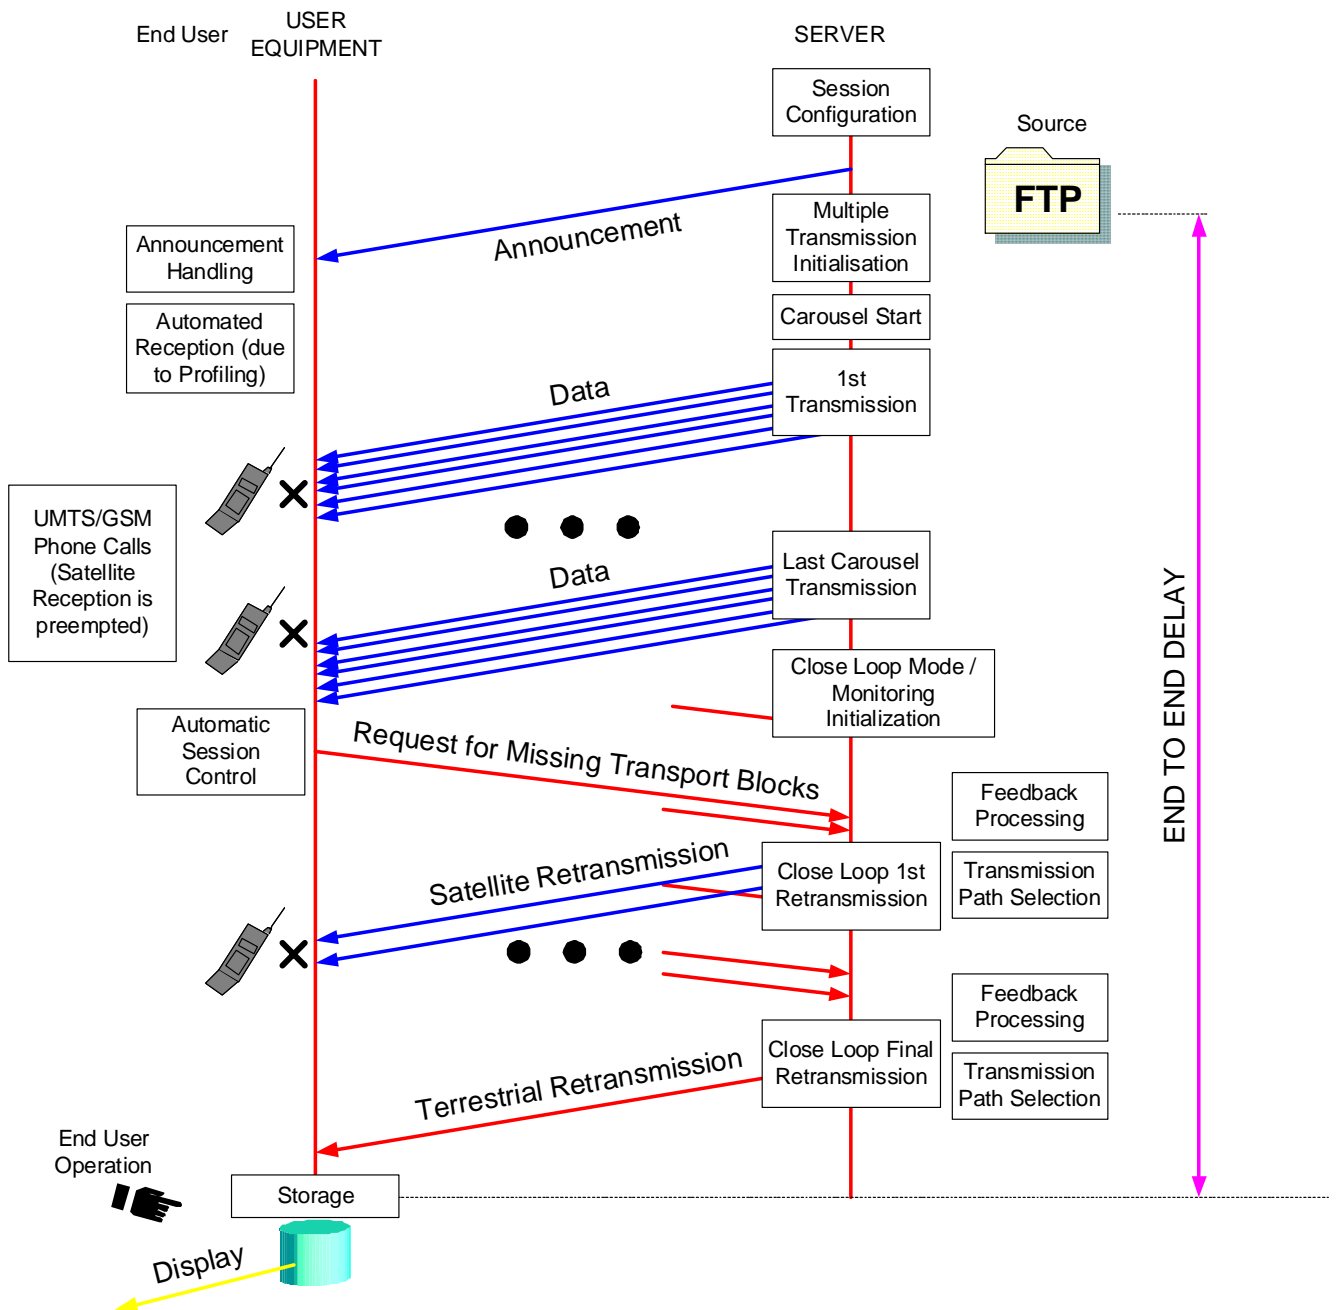 End User
USER
EQUIPMENT
SERVER
Session
Configuration
Source
FTP
Announcement
Multiple
Transmission
Initialisation
Announcement
Handling
Carousel Start
Automated
Reception (due
to Profiling)
Data
1st
Transmission
UMTS/GSM
Phone Calls
(Satellite
Reception is
preempted)
Data
Last Carousel
Transmission
END TO END DELAY
Close Loop Mode /
Monitoring
Initialization
Automatic
Session
Control
Request for Missing Transport Blocks
Feedback
Processing
Satellite Retransmission
Close Loop 1st
Retransmission
Transmission
Path Selection
Feedback
Processing
Terrestrial Retransmission
Close Loop Final
Retransmission
Transmission
Path Selection
End User
Operation
Storage
Display